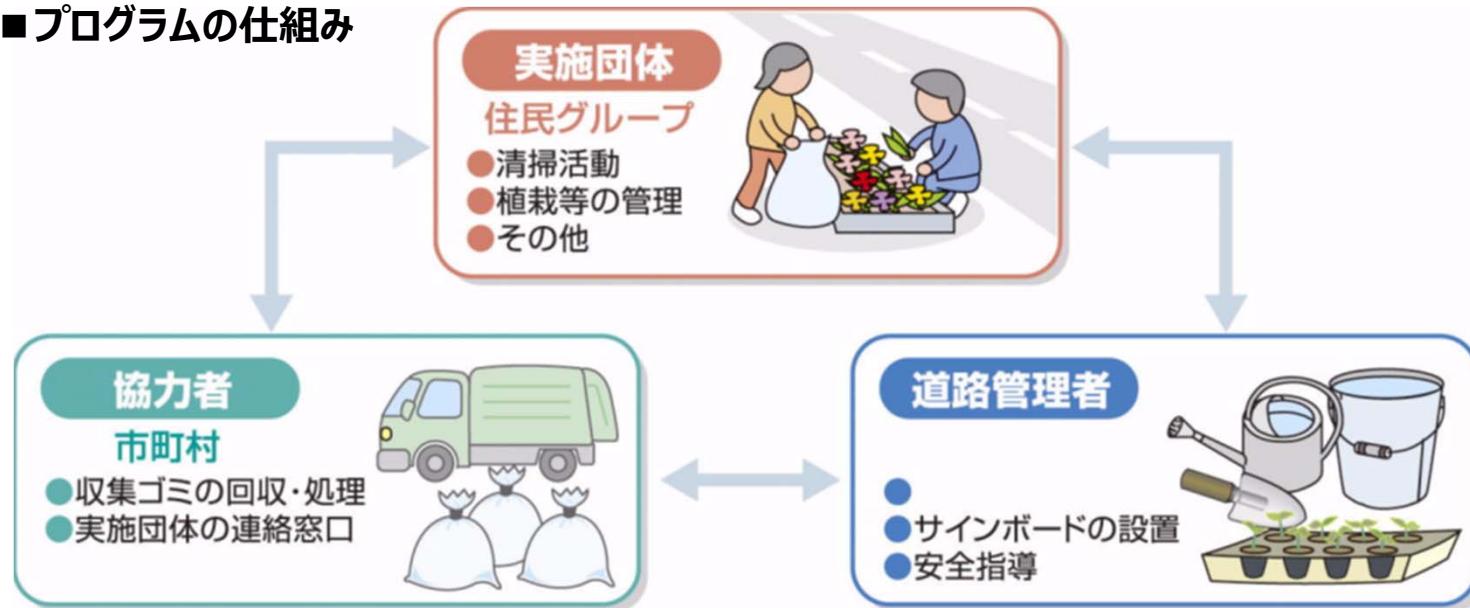 ■プログラムの仕組み
実施団体
住民グループ
●清掃活動
●植栽等の管理
●その他
協力者
市町村
●収集ゴミの回収・処理
●実施団体の連絡窓口
道路管理者
●
●サインボードの設置
●安全指導